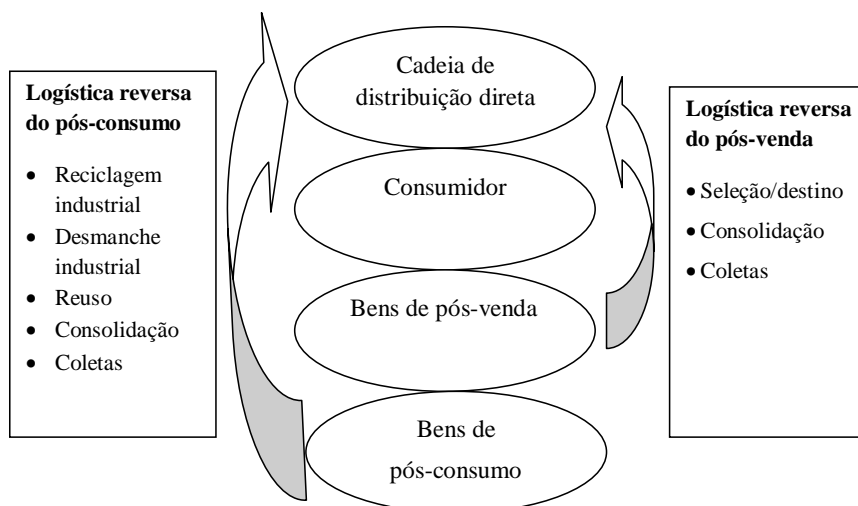 Logística reversa
do pós-consumo
• Reciclagem
industrial
• Desmanche
industrial
• Reuso
• Consolidação
• Coletas
Cadeia de
distribuição direta
Consumidor
Bens de pós-venda
Bens de
pós-consumo
Logística reversa
do pós-venda
• Seleção/destino
• Consolidação
• Coletas